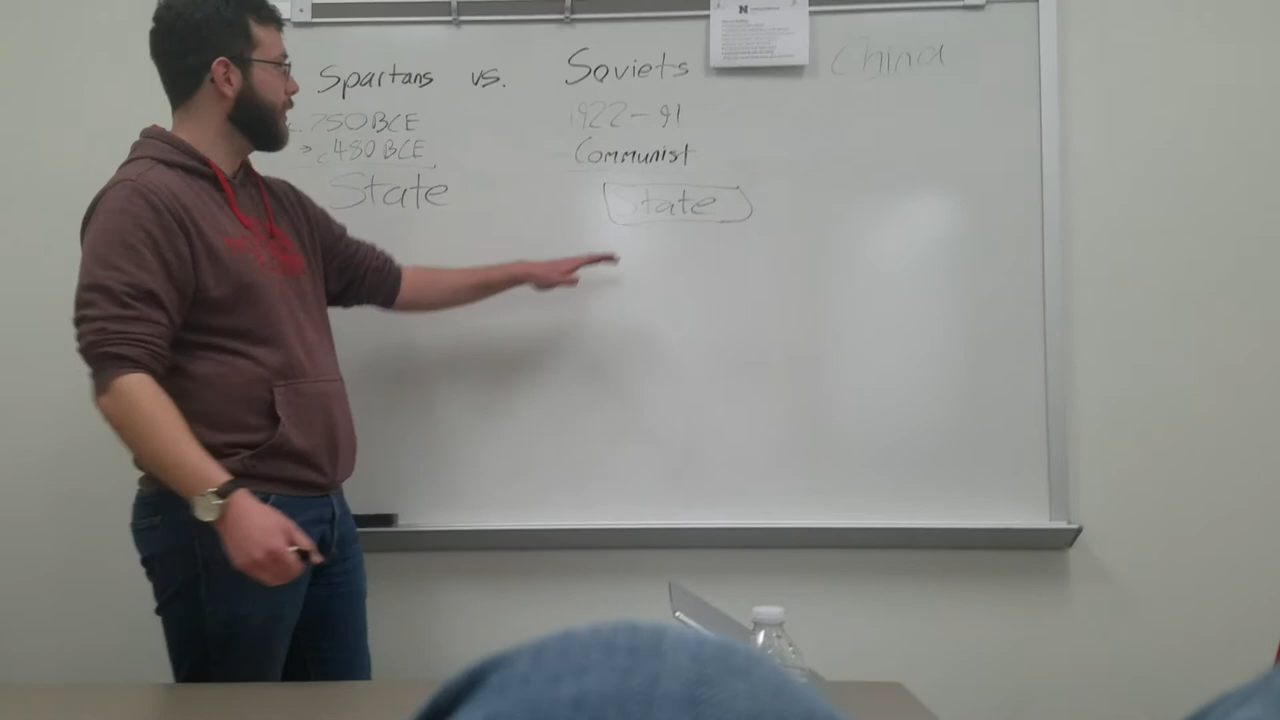 Spartans vs. Soviets China
c. 750 BCE 1922-91
→ c480 BCE Communist
State State